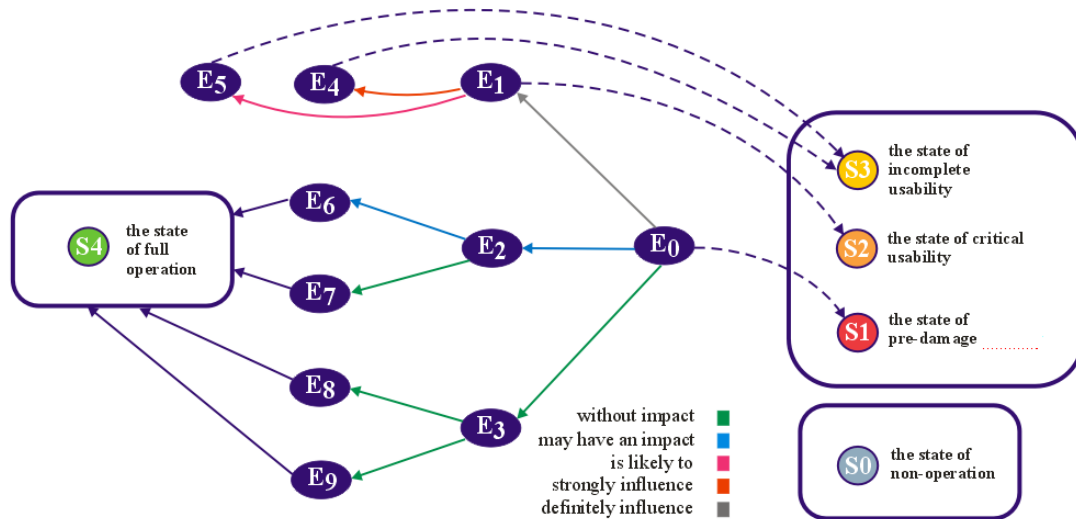 E5
E4
E1
S3 the state of
incomplete
usability
E6
S4 the state
of full
operation
E2
E0
S2 the state of critical
usability
E7
S1 the state of
pre-damage
E8
E3
without impact
may have an impact
is likely to
strongly influence
definitely influence
S0 the state of
non-operation
E9